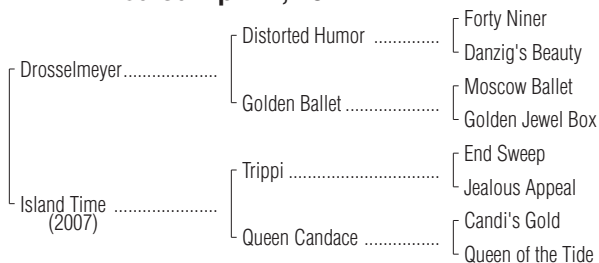 Forty Niner
Distorted Humor ..............
Danzig's Beauty
Drosselmeyer....................
Moscow Ballet
Golden Ballet ....................
Golden Jewel Box
End Sweep
Trippi ................................
Jealous Appeal
Island Time ......................
(2007)
Candi's Gold
Queen Candace ................
Queen of the Tide